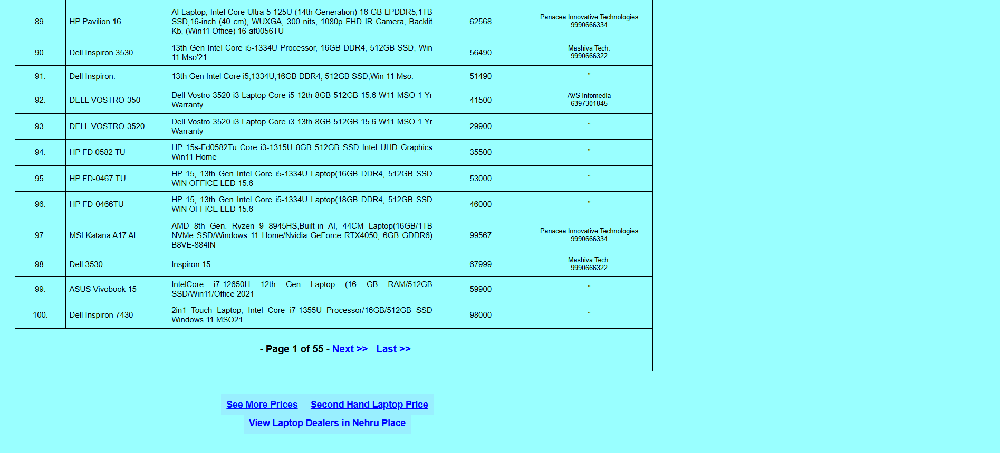 89.
HP Pavilion 16
AI Laptop, Intel Core Ultra 5 125U (14th Generation) 16 GB LPDDR5,1TB
SSD,16-inch (40 cm), WUXGA, 300 nits, 1080p FHD IR Camera, Backlit
Kb, (Win11 Office) 16-af0056TU
62568
Panacea Innovative Technologies
9990666334
90.
Dell Inspiron 3530.
13th Gen Intel Core i5-1334U Processor, 16GB DDR4, 512GB SSD, Win
11 Mso'21 .
56490
Mashiva Tech.
9990666322
91.
Dell Inspiron.
13th Gen Intel Core i5,1334U,16GB DDR4, 512GB SSD,Win 11 Mso.
51490
"
92.
DELL VOSTRO-350
Dell Vostro 3520 i3 Laptop Core i5 12th 8GB 512GB 15.6 W11 MSO 1 Yr
Warranty
41500
AVS Infomedia
6397301845
93.
DELL VOSTRO-3520
Dell Vostro 3520 i3 Laptop Core i3 13th 8GB 512GB 15.6 W11 MSO 1 Yr
Warranty
29900
"
94.
HP FD 0582 TU
HP 15s-Fd0582Tu Core i3-1315U 8GB 512GB SSD Intel UHD Graphics
Win11 Home
35500
"
95.
HP FD-0467 TU
HP 15, 13th Gen Intel Core i5-1334U Laptop(16GB DDR4, 512GB SSD
WIN OFFICE LED 15.6
53000
"
96.
HP FD-0466TU
HP 15, 13th Gen Intel Core i5-1334U Laptop(18GB DDR4, 512GB SSD
WIN OFFICE LED 15.6
46000
"
97.
MSI Katana A17 AI
AMD 8th Gen. Ryzen 9 8945HS,Built-in AI, 44CM Laptop(16GB/1TB
NVMe SSD/Windows 11 Home/Nvidia GeForce RTX4050, 6GB GDDR6)
B8VE-884IN
99567
Panacea Innovative Technologies
9990666334
98.
Dell 3530
Inspiron 15
67999
Mashiva Tech.
9990666322
99.
ASUS Vivobook 15
IntelCore i7-12650H 12th Gen Laptop (16 GB RAM/512GB
SSD/Win11/Office 2021
59900
"
100.
Dell Inspiron 7430
2in1 Touch Laptop, Intel Core i7-1355U Processor/16GB/512GB SSD
Windows 11 MSO21
98000
"
- Page 1 of 55 - Next >> Last >>
See More Prices Second Hand Laptop Price
View Laptop Dealers in Nehru Place